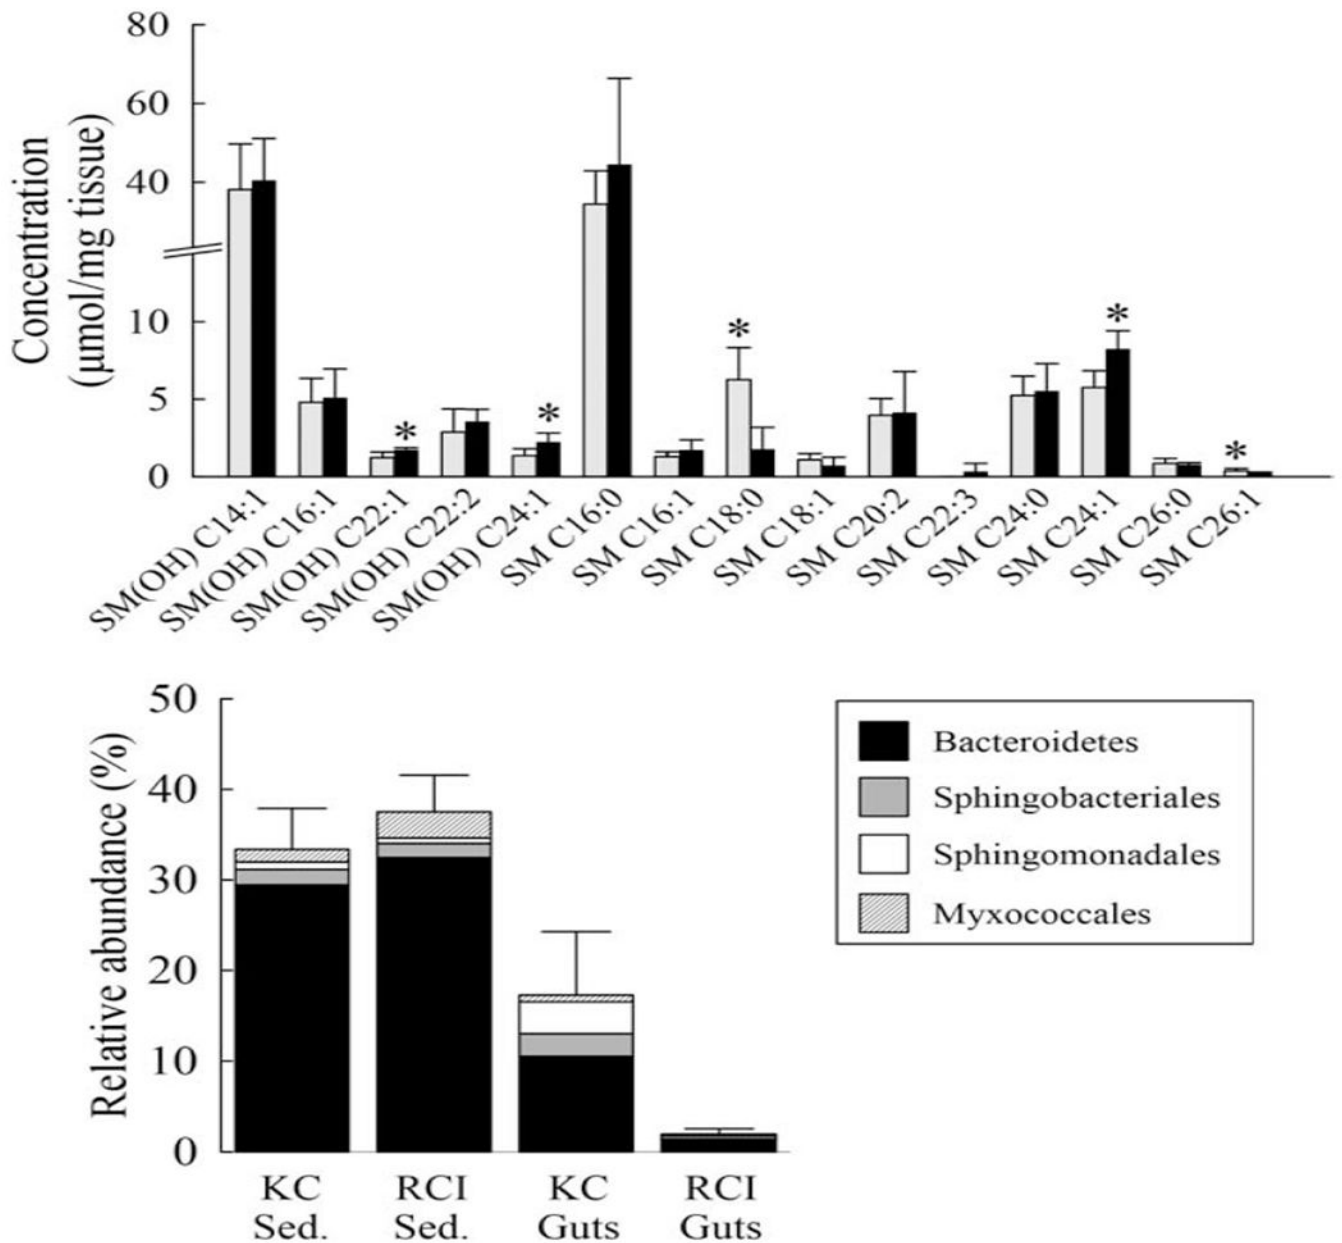 80
60
40
10
5
0
Concentration
(μmol/mg tissue)
*
*
*
*
*
SM(OH) C14:1
SM(OH) C16:1
SM(OH) C22:1
SM(OH) C22:2
SM(OH) C24:1
SM C16:0
SM C16:1
SM C18:0
SM C18:1
SM C20:2
SM C22:3
SM C24:0
SM C24:1
SM C26:0
SM C26:1
50
40
30
20
10
0
Relative abundance (%)
KC
Sed.
RCI
Sed.
KC
Guts
RCI
Guts
Bacteroidetes
Sphingobacteriales
Sphingomonadales
Myxococcales